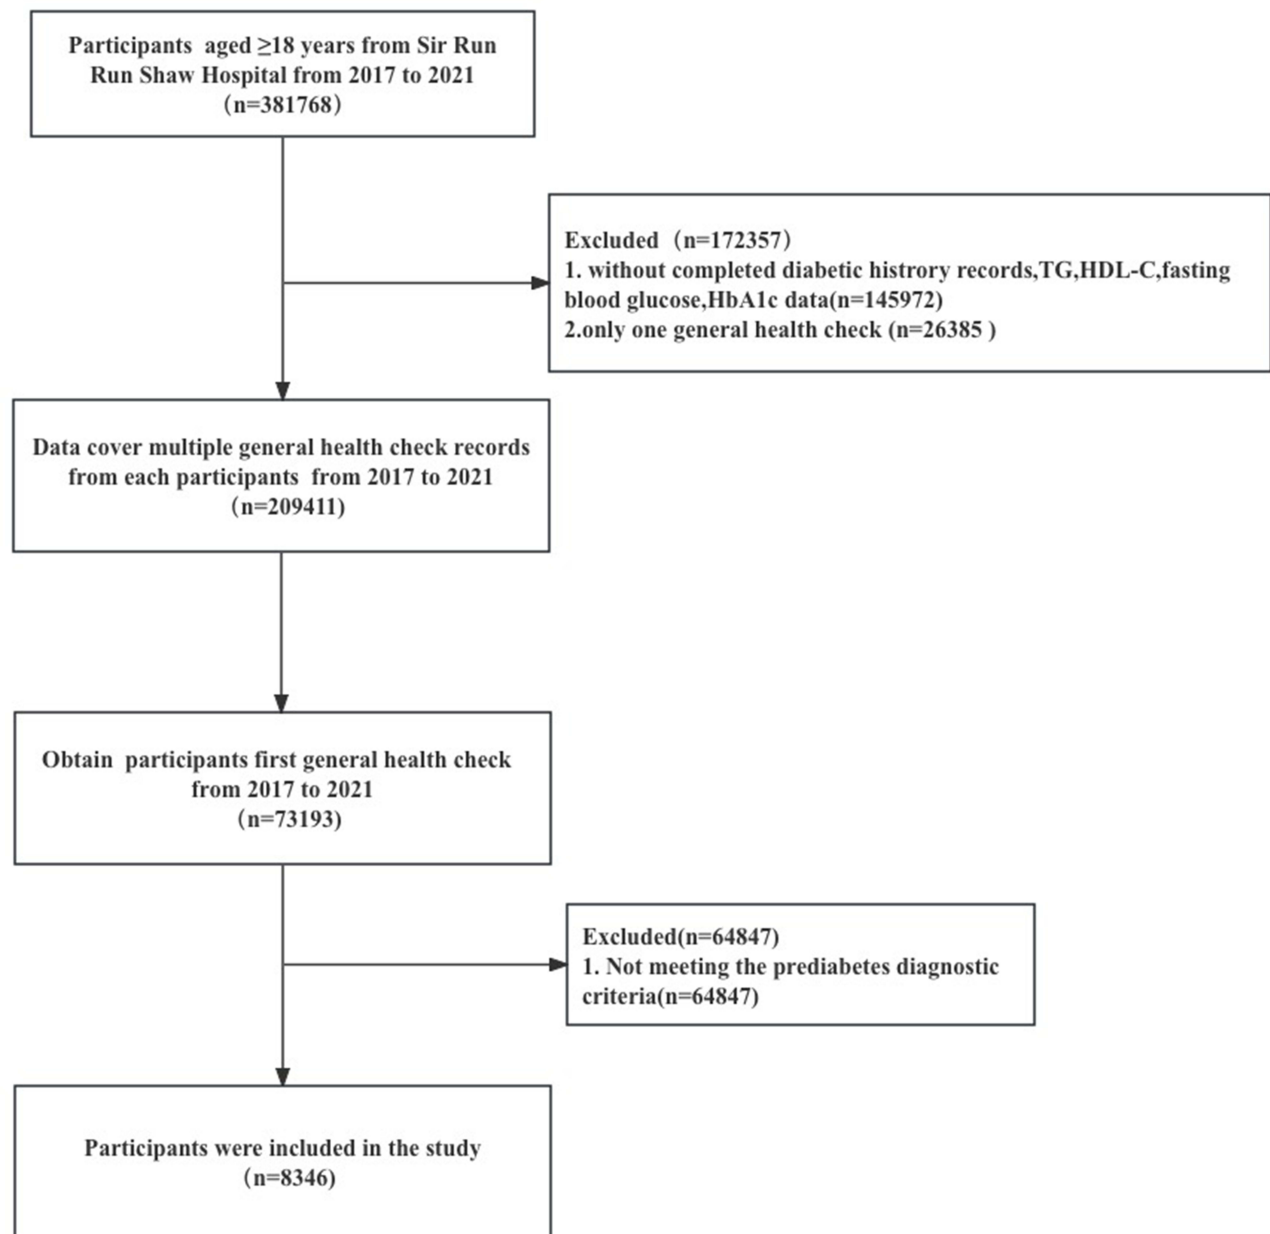 Participants aged ≥18 years from Sir Run
Run Shaw Hospital from 2017 to 2021
(n=381768)
Excluded (n=172357)
1. without completed diabetic histrory records,TG,HDL-C,fasting
blood glucose,HbA1c data(n=145972)
2.only one general health check (n=26385 )
Data cover multiple general health check records
from each participants from 2017 to 2021
(n=209411)
Obtain participants first general health check
from 2017 to 2021
(n=73193)
Excluded(n=64847)
1. Not meeting the prediabetes diagnostic
criteria(n=64847)
Participants were included in the study
(n=8346)